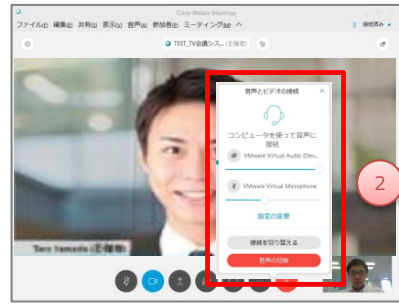 Cisco Webex Meetings
ファイル(F) 編集(E) 共有(S) 表示(V) 音声(A) 参加者(P) ミーティング(M) ヘ
接続済み
TEST_TV会議シス... (主催者)
音声とビデオの接続
コンピュータを使って音声に
接続
VMware Virtual Audio (Dev...
VMware Virtual Microphone
設定の変更
接続を切り替える
音声の切断
2
Taro Yamada (主催者)